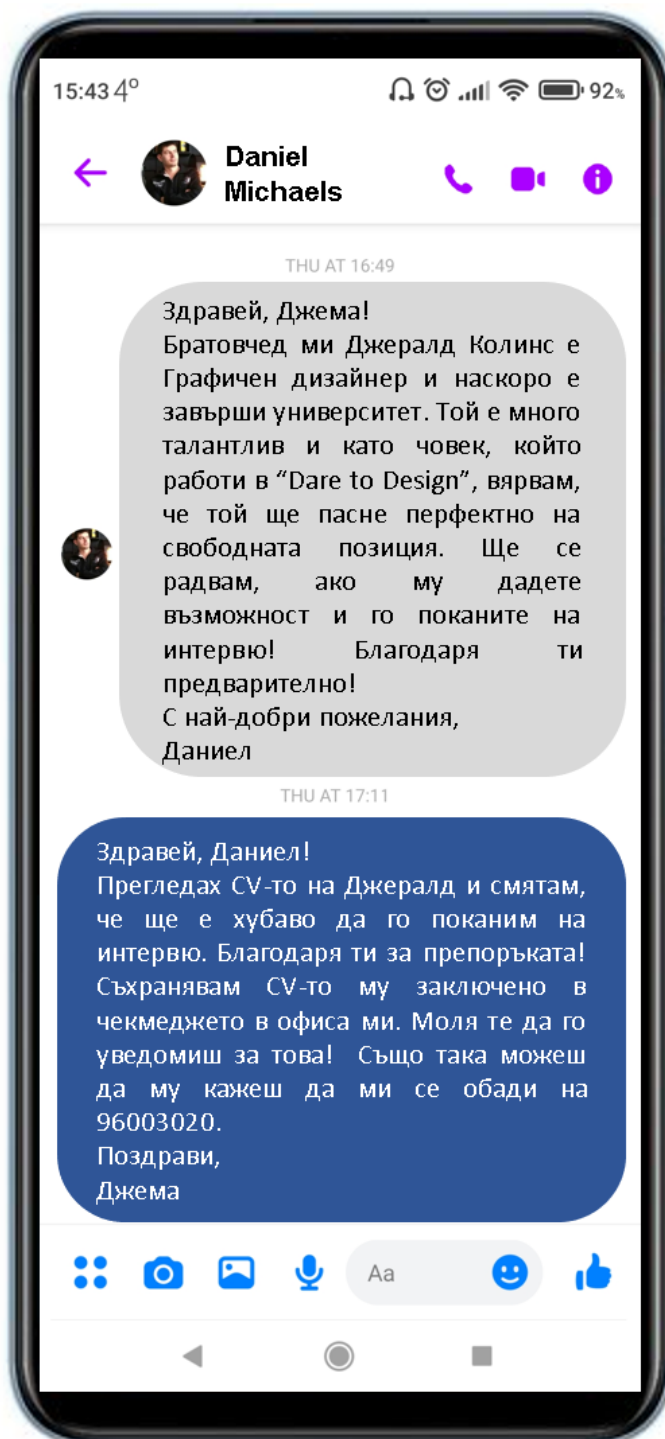 15:43 4° 92%
Daniel
Michaels
THU AT 16:49
Здравей, Джема!
Братовчед ми Джералд Колинс е
Графичен дизайнер и наскоро е
завърши университет. Той е много
талантлив и като човек, който
работи в “Dare to Design”, вярвам,
че той ще пасне перфектно на
свободната позиция. Ще се
радвам, ако му дадете
възможност и го поканите на
интервю! Благодаря ти
предварително!
С най-добри пожелания,
Даниел
THU AT 17:11
Здравей, Даниел!
Прегледах CV-то на Джералд и смятам,
че ще е хубаво да го поканим на
интервю. Благодаря ти за препоръката!
Съхранявам CV-то му заключено в
чекмеджето в офиса ми. Моля те да го
уведомиш за това! Също така можеш
да му кажеш да ми се обади на
96003020.
Поздрави,
Джема
Aa